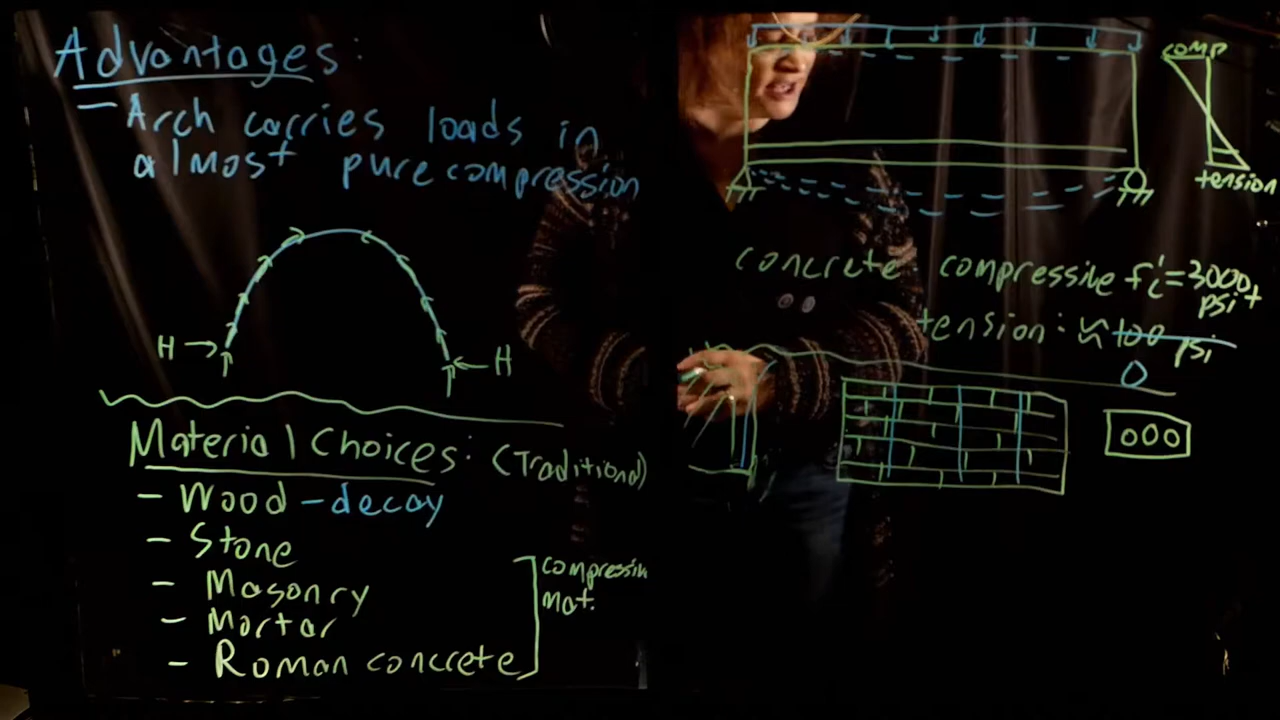 Advantages:
- Arch carries loads in
almost pure compression
H → ← H
Material Choices: (Traditional)
- Wood - decay
- Stone
- Masonry
- Mortar
- Roman concrete
compressive
Mat.
comp
tension
concrete compressive f'c = 3000 psi +
tension: ≈ 100 psi
0